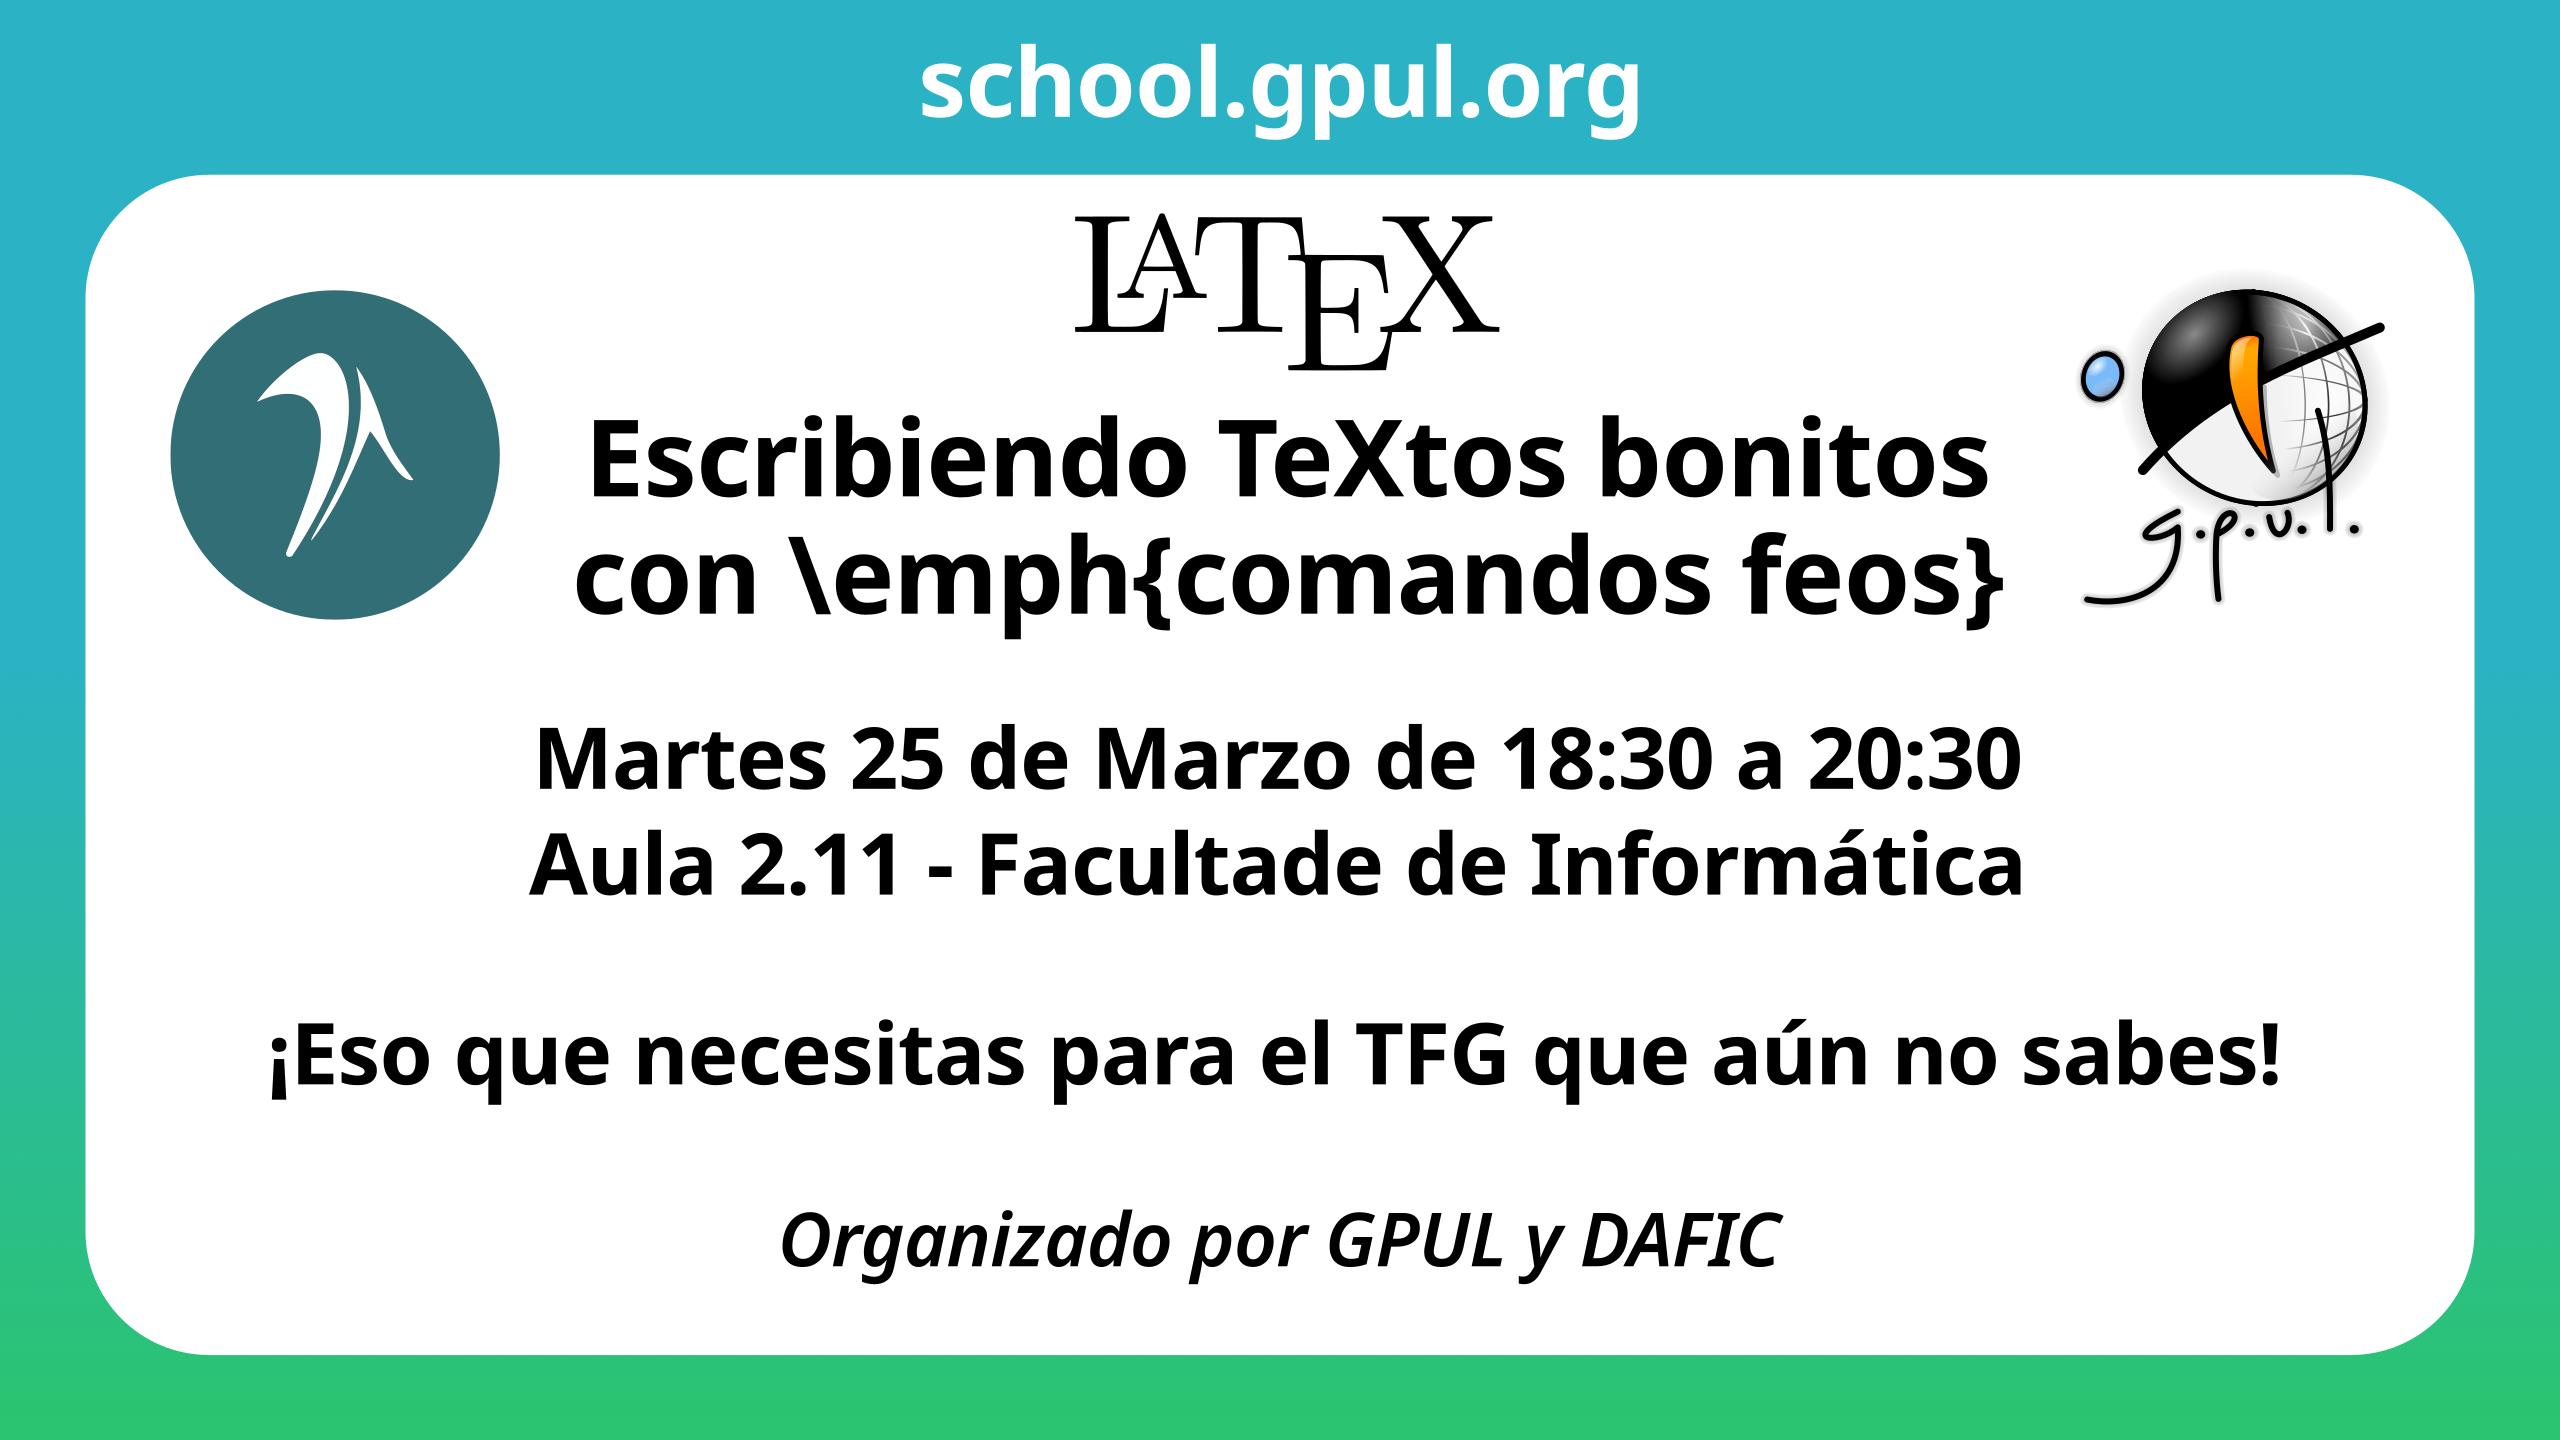 school.gpul.org
LATEX
Escribiendo TeXtos bonitos
con \emph{comandos feos}
g.p.u.l.
Martes 25 de Marzo de 18:30 a 20:30
Aula 2.11 - Facultade de Informática
¡Eso que necesitas para el TFG que aún no sabes!
Organizado por GPUL y DAFIC